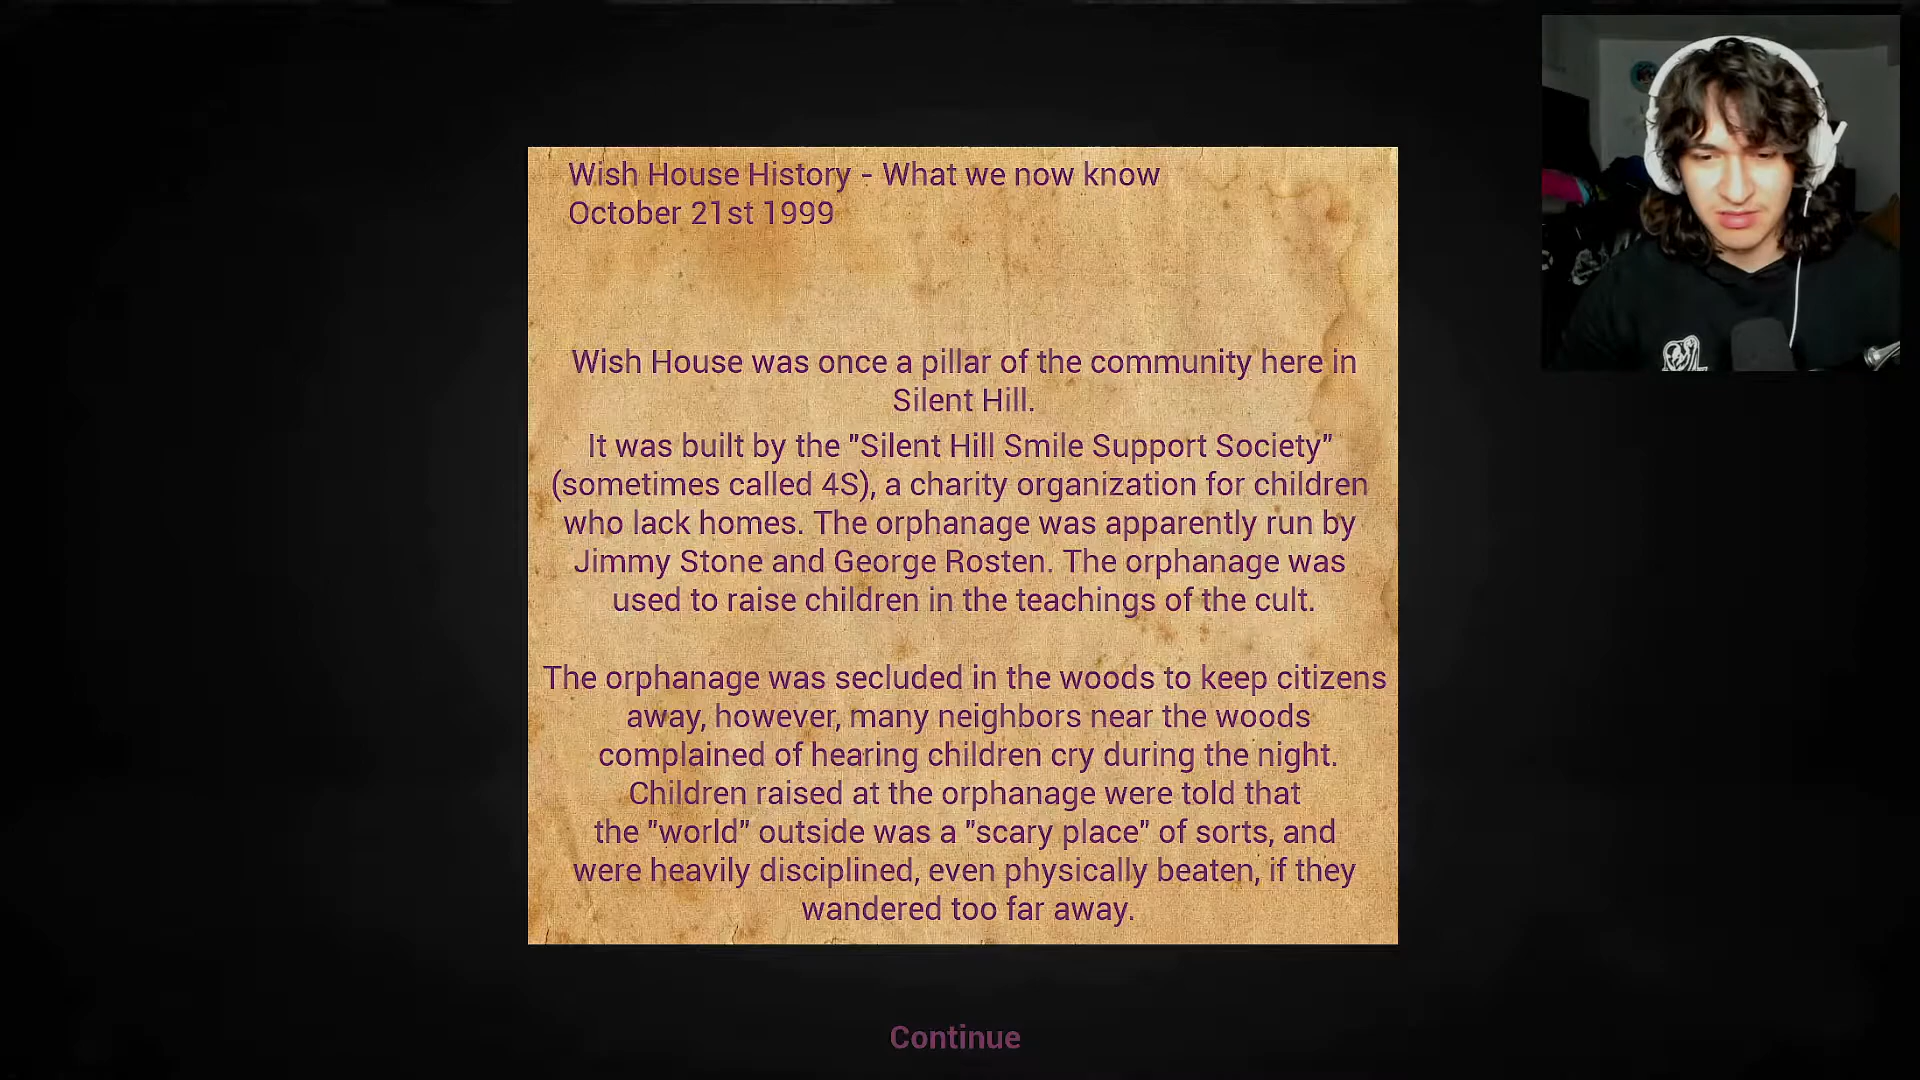 Wish House History - What we now know
October 21st 1999
Wish House was once a pillar of the community here in
Silent Hill.
It was built by the "Silent Hill Smile Support Society"
(sometimes called 4S), a charity organization for children
who lack homes. The orphanage was apparently run by
Jimmy Stone and George Rosten. The orphanage was
used to raise children in the teachings of the cult.
The orphanage was secluded in the woods to keep citizens
away, however, many neighbors near the woods
complained of hearing children cry during the night.
Children raised at the orphanage were told that
the "world" outside was a "scary place" of sorts, and
were heavily disciplined, even physically beaten, if they
wandered too far away.
Continue